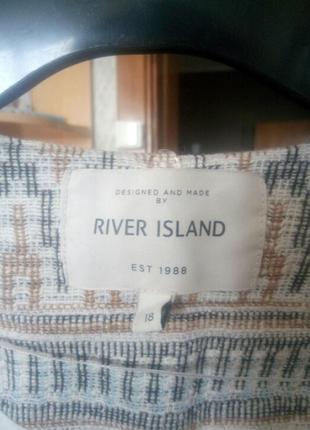 DESIGNED AND MADE
BY
RIVER ISLAND
EST 1988
18